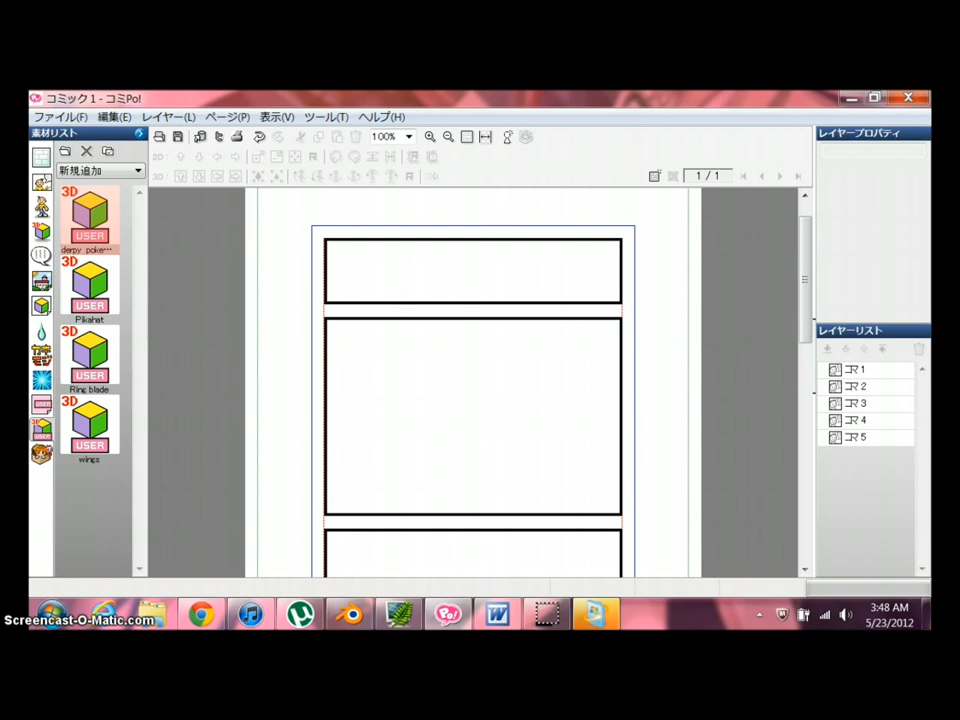 コミック1 - コミPo!
ファイル(F) 編集(E) レイヤー(L) ページ(P) 表示(V) ツール(T) ヘルプ(H)
素材リスト
レイヤープロパティ
100%
新規追加
2D:
3D:
1 / 1
3D
USER
derpy poke…
3D
USER
Pikahat
3D
USER
Ring blade
3D
USER
wings
レイヤーリスト
コマ1
コマ2
コマ3
コマ4
コマ5
Screencast-O-Matic.com
3:48 AM
5/23/2012